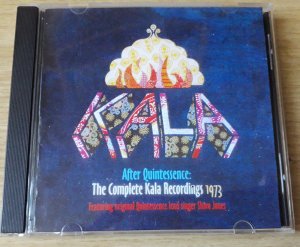 KALA
After Quintessence:
The Complete Kala Recordings 1973
Featuring original Quintessence lead singer Shiva Jones